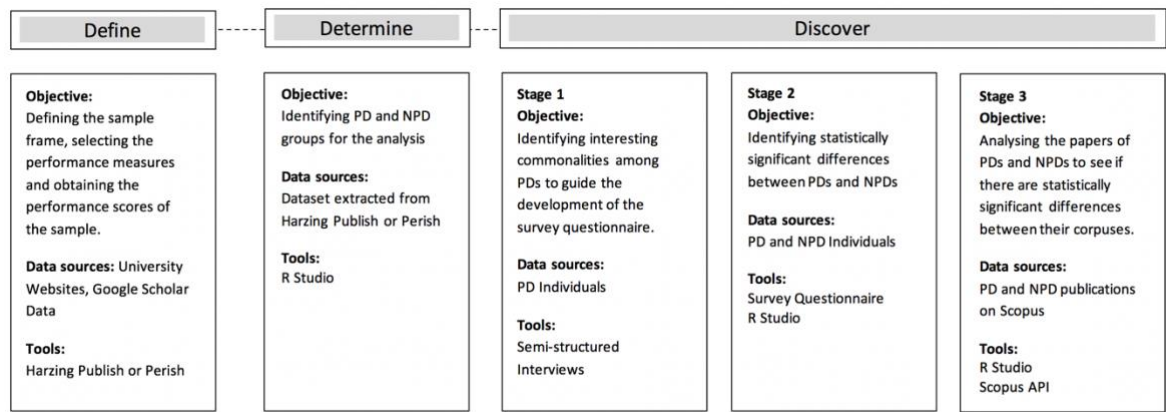 Define
Determine
Discover
Objective:
Defining the sample
frame, selecting the
performance measures
and obtaining the
performance scores of
the sample.
Data sources: University
Websites, Google Scholar
Data
Tools:
Harzing Publish or Perish
Objective:
Identifying PD and NPD
groups for the analysis
Data sources:
Dataset extracted from
Harzing Publish or Perish
Tools:
R Studio
Stage 1
Objective:
Identifying interesting
commonalities among
PDs to guide the
development of the
survey questionnaire.
Data sources:
PD Individuals
Tools:
Semi-structured
Interviews
Stage 2
Objective:
Identifying statistically
significant differences
between PDs and NPDs
Data sources:
PD and NPD Individuals
Tools:
Survey Questionnaire
R Studio
Stage 3
Objective:
Analysing the papers of
PDs and NPDs to see if
there are statistically
significant differences
between their corpuses.
Data sources:
PD and NPD publications
on Scopus
Tools:
R Studio
Scopus API